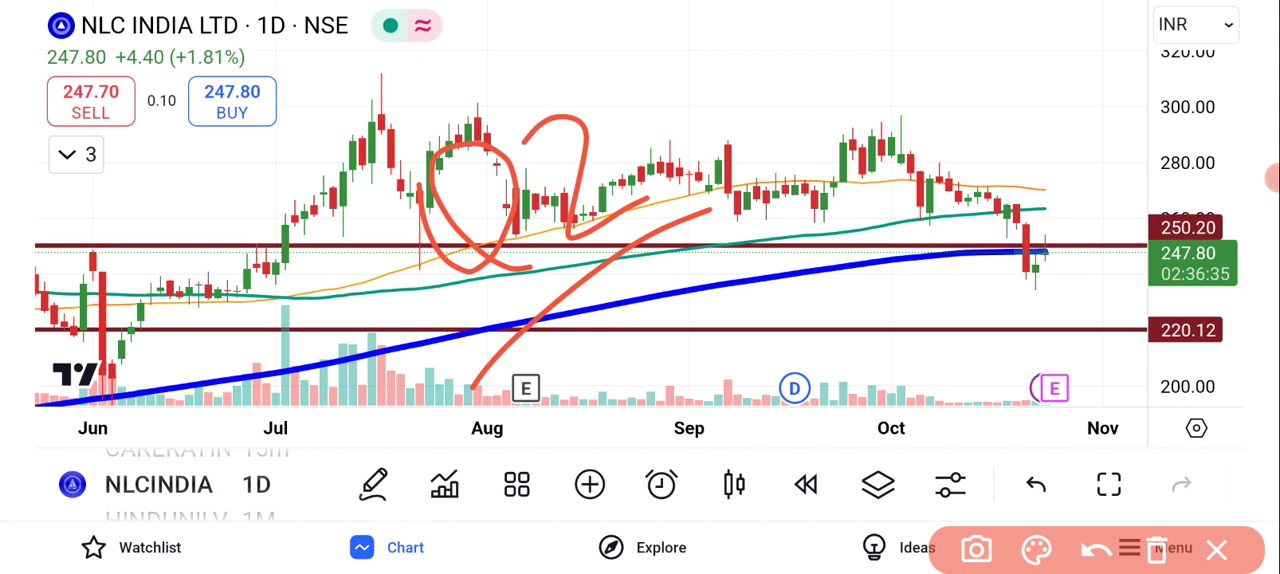 NLC INDIA LTD · 1D · NSE
INR
247.80 +4.40 (+1.81%)
320.00
247.70 SELL
0.10
247.80 BUY
300.00
3
280.00
250.20
247.80
02:36:35
220.12
200.00
E
D
E
Jun Jul Aug Sep Oct Nov
NLCINDIA 1D
HINDUNILV 1M
Watchlist Chart Explore Ideas Menu